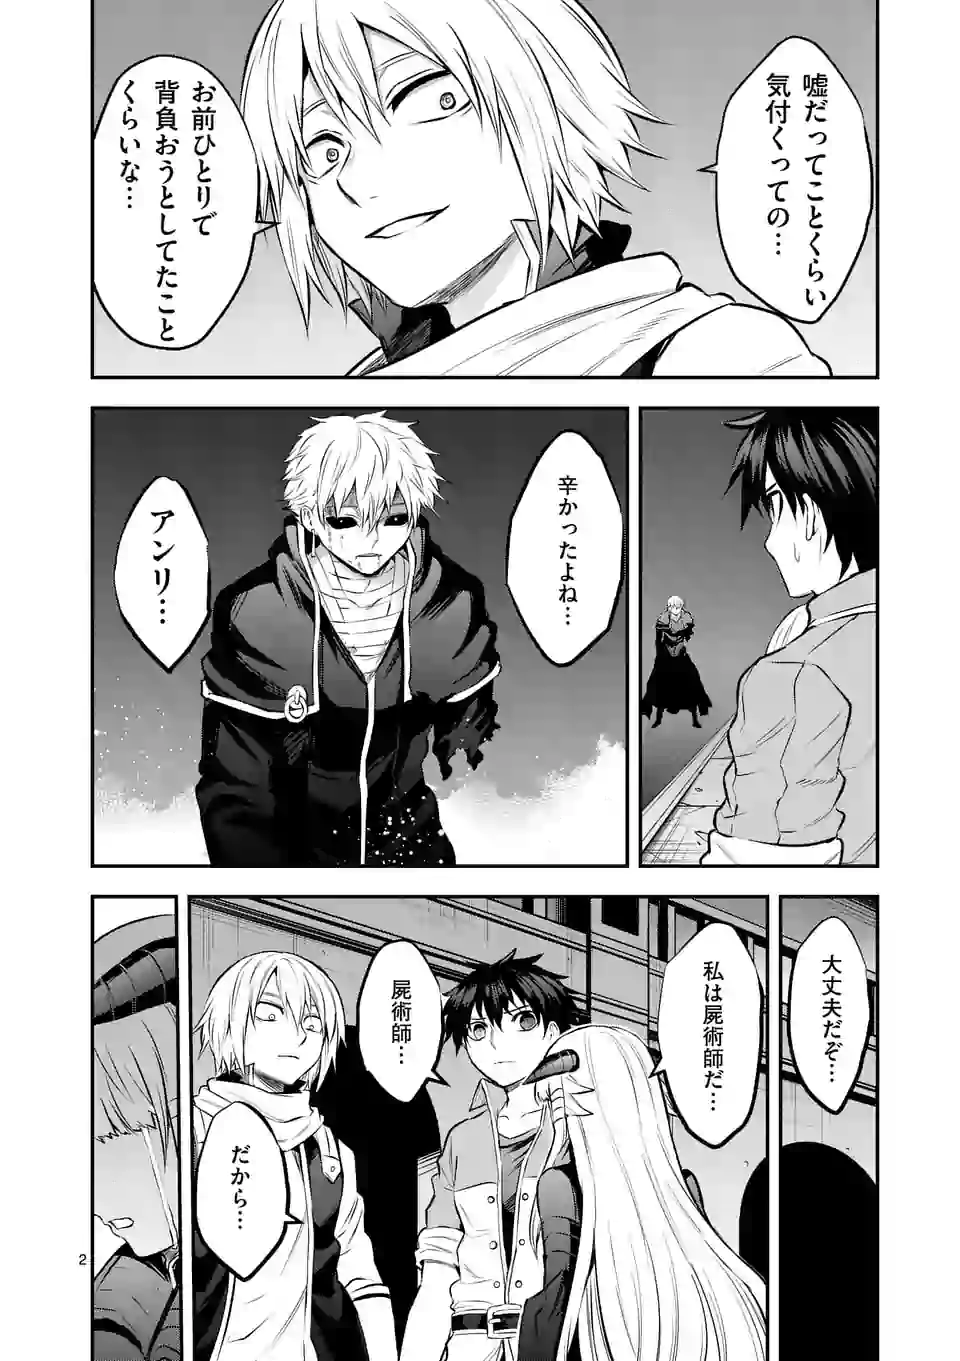 嘘だってことくらい
気付くっての…
お前ひとりで
背負おうとしてたこと
くらいな…
辛かったよね…
アンリ…
大丈夫だぞ…
私は屍術師だ…
屍術師…
だから…
2